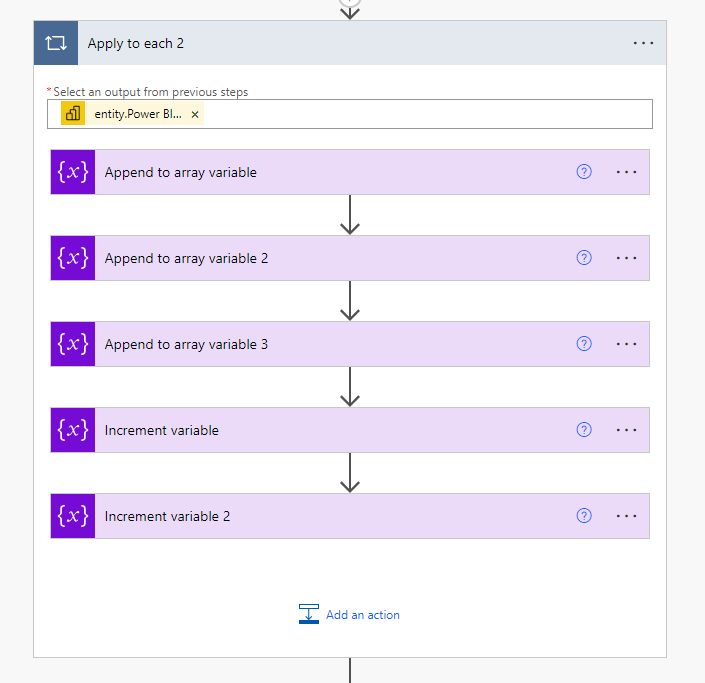 Apply to each 2
* Select an output from previous steps
entity.Power BI...
{x} Append to array variable
{x} Append to array variable 2
{x} Append to array variable 3
{x} Increment variable
{x} Increment variable 2
Add an action